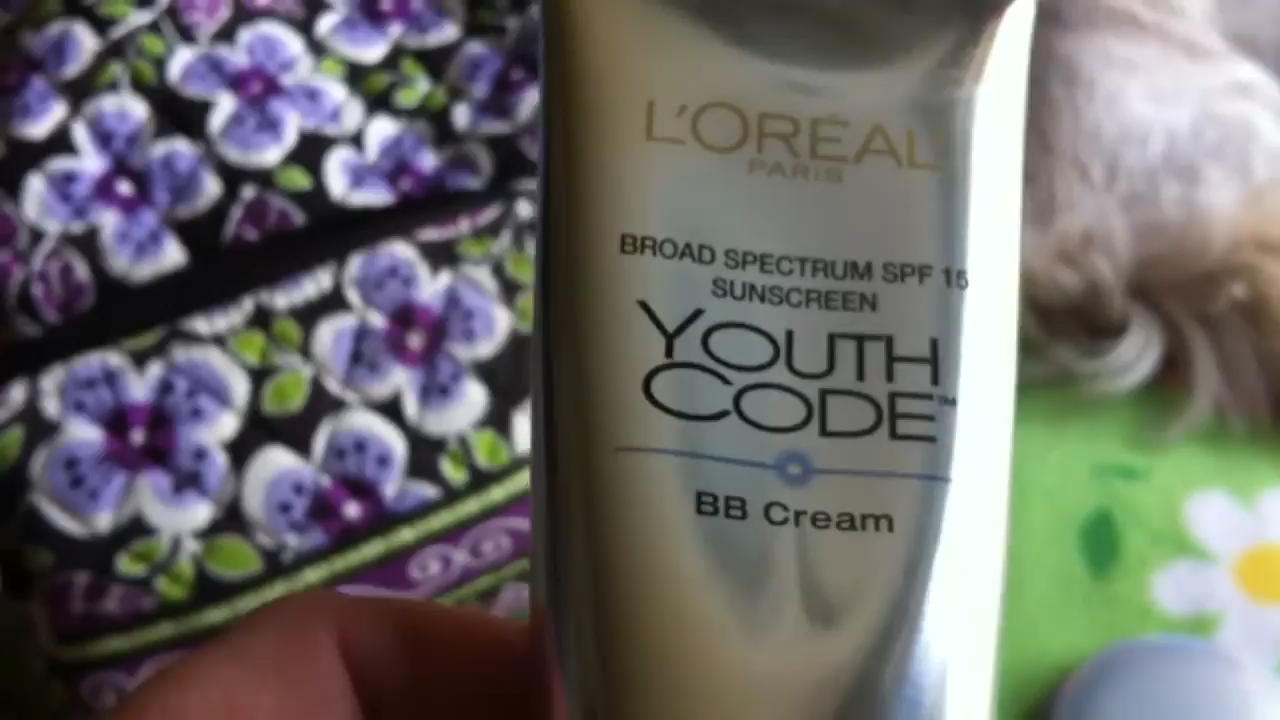 L'ORÉAL
PARIS
BROAD SPECTRUM SPF 15
SUNSCREEN
YOUTH
CODE™
BB Cream